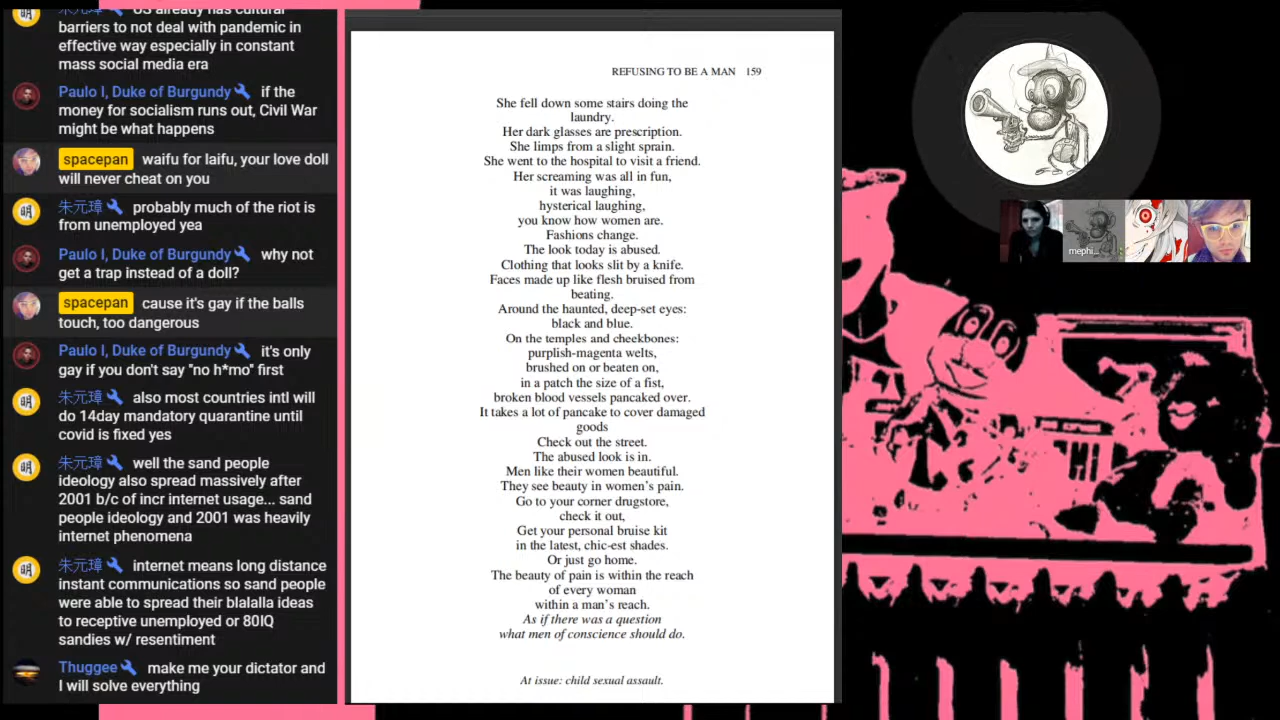 朱元璋 US already has cultural
barriers to not deal with pandemic in
effective way especially in constant
mass social media era
Paulo I, Duke of Burgundy if the
money for socialism runs out, Civil War
might be what happens
spacepan waifu for laifu, your love doll
will never cheat on you
朱元璋 probably much of the riot is
from unemployed yea
Paulo I, Duke of Burgundy why not
get a trap instead of a doll?
spacepan cause it's gay if the balls
touch, too dangerous
Paulo I, Duke of Burgundy it's only
gay if you don't say "no h*mo" first
朱元璋 also most countries intl will
do 14day mandatory quarantine until
covid is fixed yes
朱元璋 well the sand people
ideology also spread massively after
2001 b/c of incr internet usage... sand
people ideology and 2001 was heavily
internet phenomena
朱元璋 internet means long distance
instant communications so sand people
were able to spread their blalalla ideas
to receptive unemployed or 80IQ
sandies w/ resentiment
Thuggee make me your dictator and
I will solve everything
明
明
明
明
明
REFUSING TO BE A MAN 159
She fell down some stairs doing the
laundry.
Her dark glasses are prescription.
She limps from a slight sprain.
She went to the hospital to visit a friend.
Her screaming was all in fun,
it was laughing,
hysterical laughing,
you know how women are.
Fashions change.
The look today is abused.
Clothing that looks slit by a knife.
Faces made up like flesh bruised from
beating.
Around the haunted, deep-set eyes:
black and blue.
On the temples and cheekbones:
purplish-magenta welts,
brushed on or beaten on,
in a patch the size of a fist,
broken blood vessels pancaked over.
It takes a lot of pancake to cover damaged
goods
Check out the street.
The abused look is in.
Men like their women beautiful.
They see beauty in women's pain.
Go to your corner drugstore,
check it out,
Get your personal bruise kit
in the latest, chic-est shades.
Or just go home.
The beauty of pain is within the reach
of every woman
within a man's reach.
As if there was a question
what men of conscience should do.
At issue: child sexual assault.
mephi...